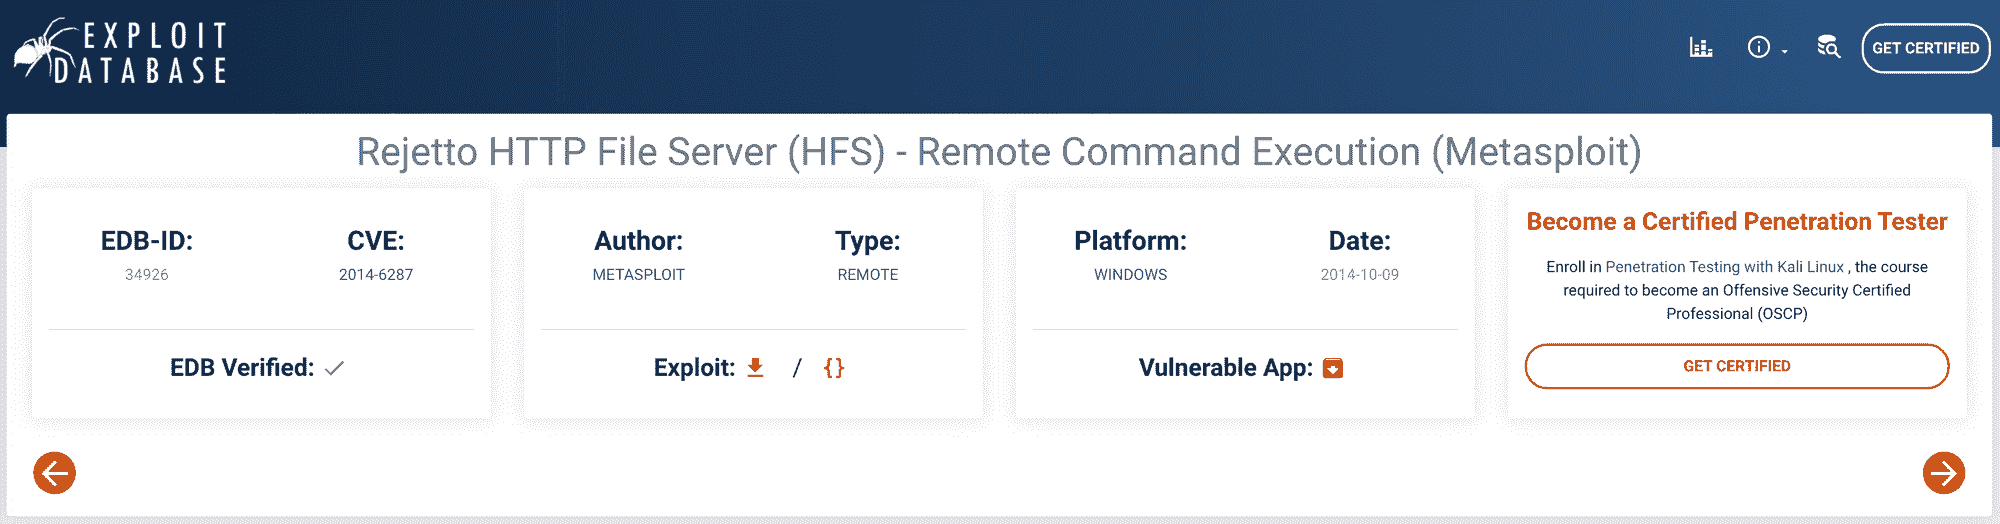 EXPLOIT
DATABASE
GET CERTIFIED
Rejetto HTTP File Server (HFS) - Remote Command Execution (Metasploit)
EDB-ID:
34926
CVE:
2014-6287
EDB Verified:
Author:
METASPLOIT
Type:
REMOTE
Exploit: / {}
Platform:
WINDOWS
Date:
2014-10-09
Vulnerable App:
Become a Certified Penetration Tester
Enroll in Penetration Testing with Kali Linux , the course
required to become an Offensive Security Certified
Professional (OSCP)
GET CERTIFIED